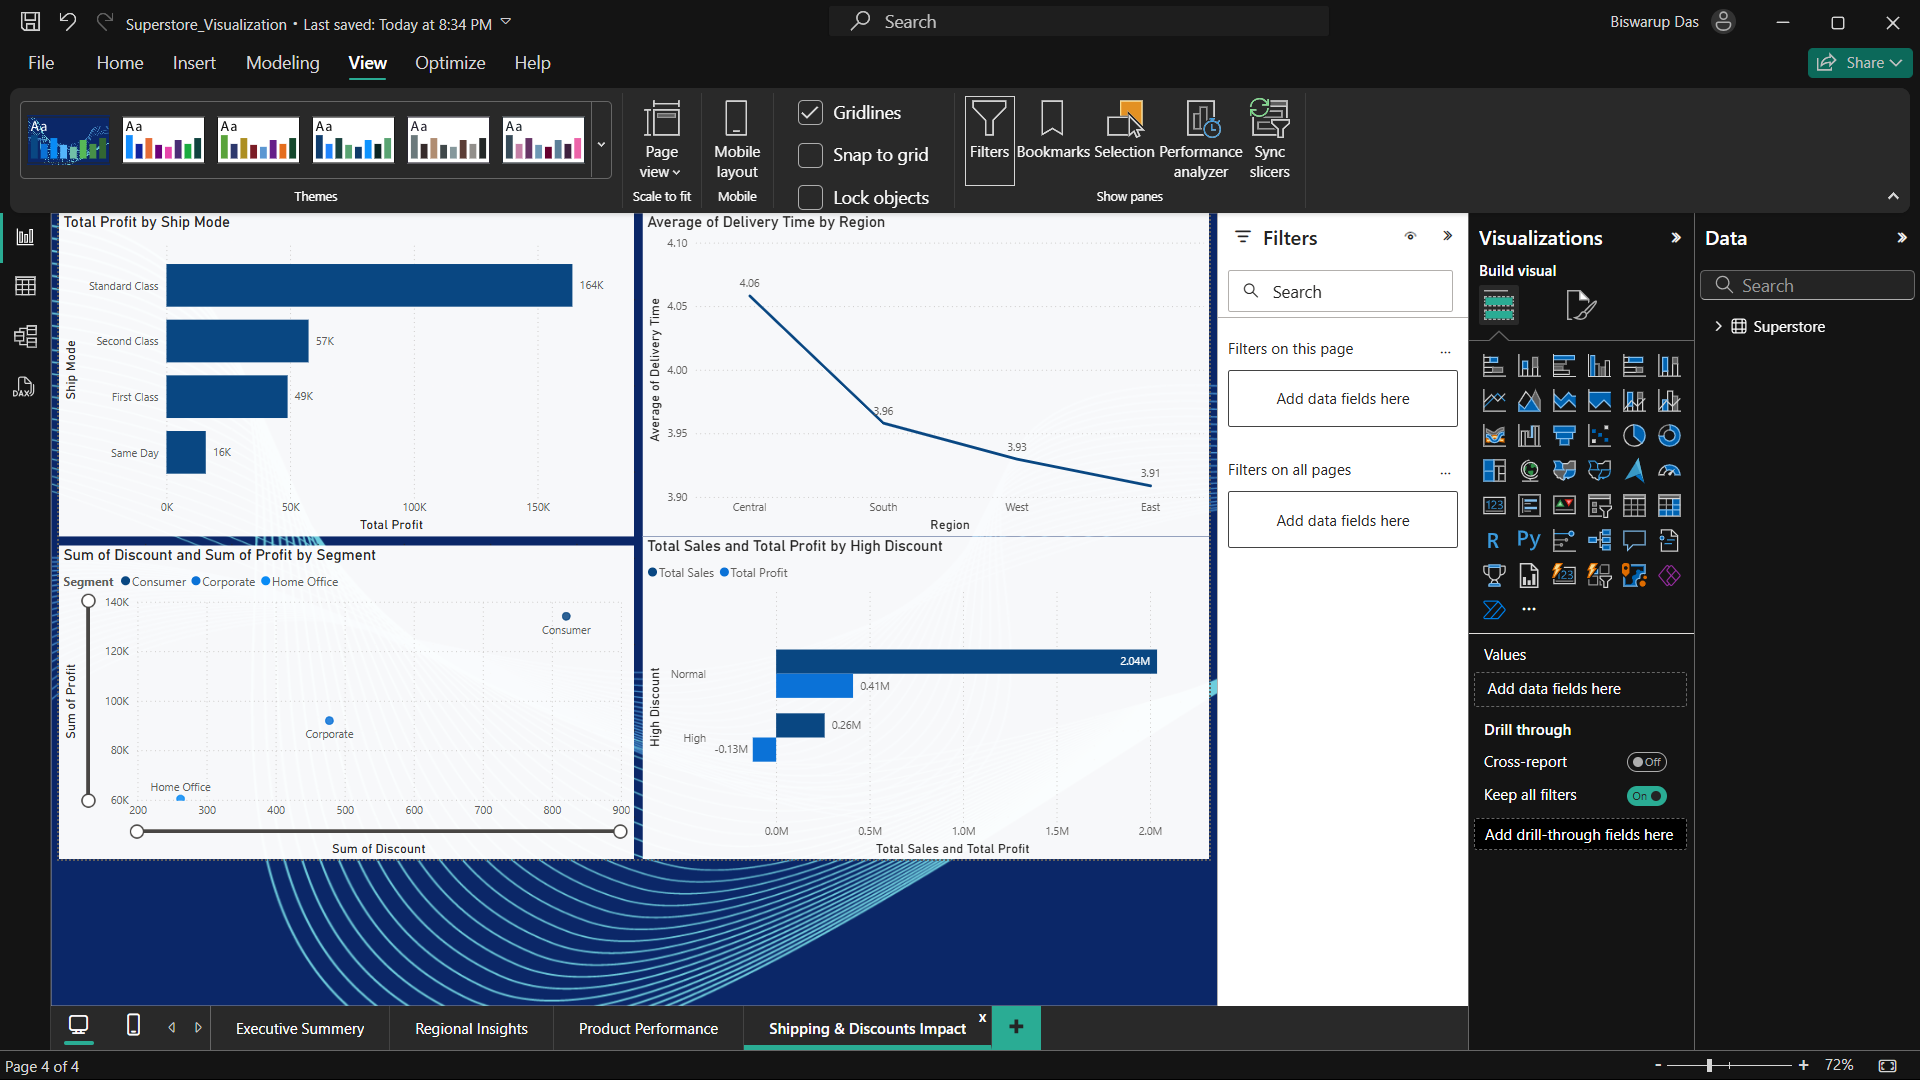 Superstore_Visualization • Last saved: Today at 8:34 PM
Search
Biswarup Das
File Home Insert Modeling View Optimize Help
Share
Aa Aa Aa Aa Aa Aa
Themes
Page view
Scale to fit
Mobile layout
Mobile
Gridlines
Snap to grid
Lock objects
Filters
Bookmarks
Selection
Performance analyzer
Sync slicers
Show panes
DAX
Total Profit by Ship Mode
Ship Mode
Standard Class 164K
Second Class 57K
First Class 49K
Same Day 16K
0K 50K 100K 150K
Total Profit
Average of Delivery Time by Region
Average of Delivery Time
4.10
4.05
4.00
3.95
3.90
4.06
3.96
3.93
3.91
Central South West East
Region
Sum of Discount and Sum of Profit by Segment
Segment Consumer Corporate Home Office
Sum of Profit
140K
120K
100K
80K
60K
Consumer
Corporate
Home Office
200 300 400 500 600 700 800 900
Sum of Discount
Total Sales and Total Profit by High Discount
Total Sales Total Profit
High Discount
Normal
2.04M
0.41M
High
0.26M
-0.13M
0.0M 0.5M 1.0M 1.5M 2.0M
Total Sales and Total Profit
Filters
Search
Filters on this page ...
Add data fields here
Filters on all pages ...
Add data fields here
Visualizations
Build visual
123
R Py
123
...
Values
Add data fields here
Drill through
Cross-report Off
Keep all filters On
Add drill-through fields here
Data
Search
Superstore
Executive Summary
Regional Insights
Product Performance
Shipping & Discounts Impact x
+
Page 4 of 4
- + 72%